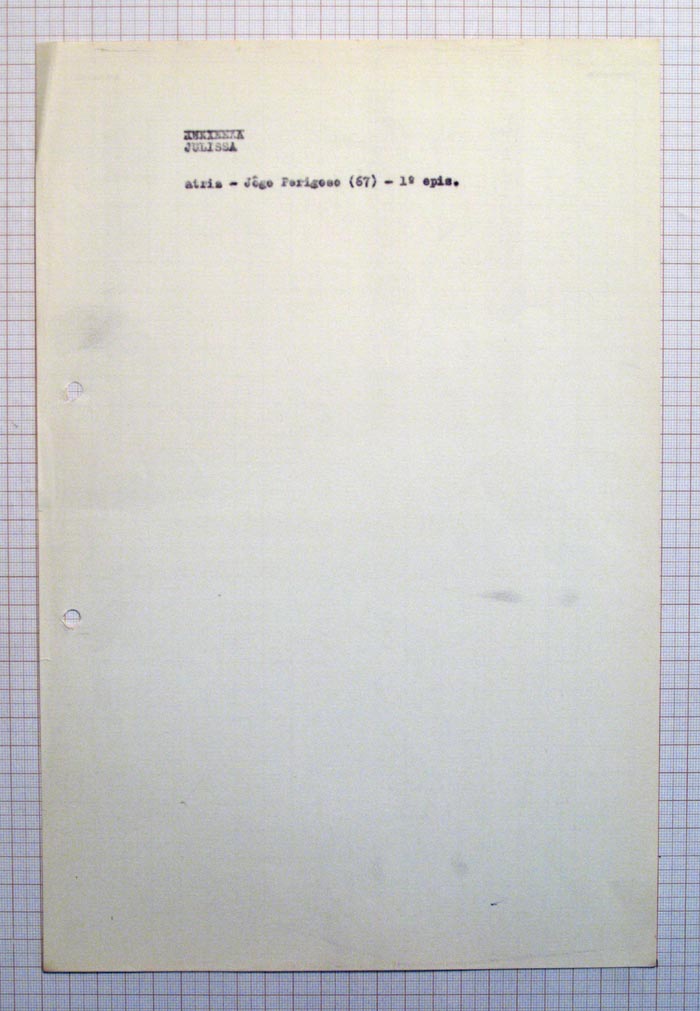 JULISSA
atriz - Jôgo Perigoso (67) - 1º epis.